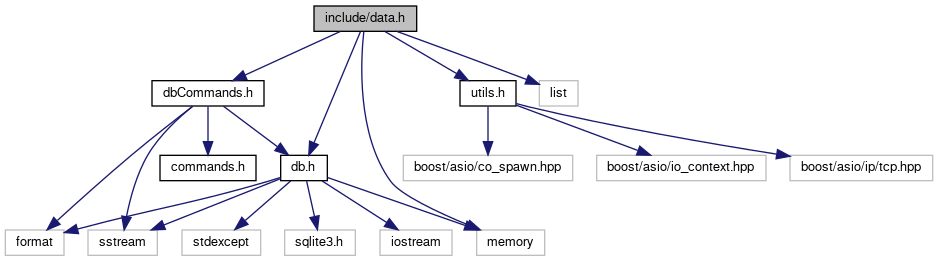 include/data.h
dbCommands.h
utils.h
list
commands.h
db.h
boost/asio/co_spawn.hpp
boost/asio/io_context.hpp
boost/asio/ip/tcp.hpp
format
sstream
stdexcept
sqlite3.h
iostream
memory